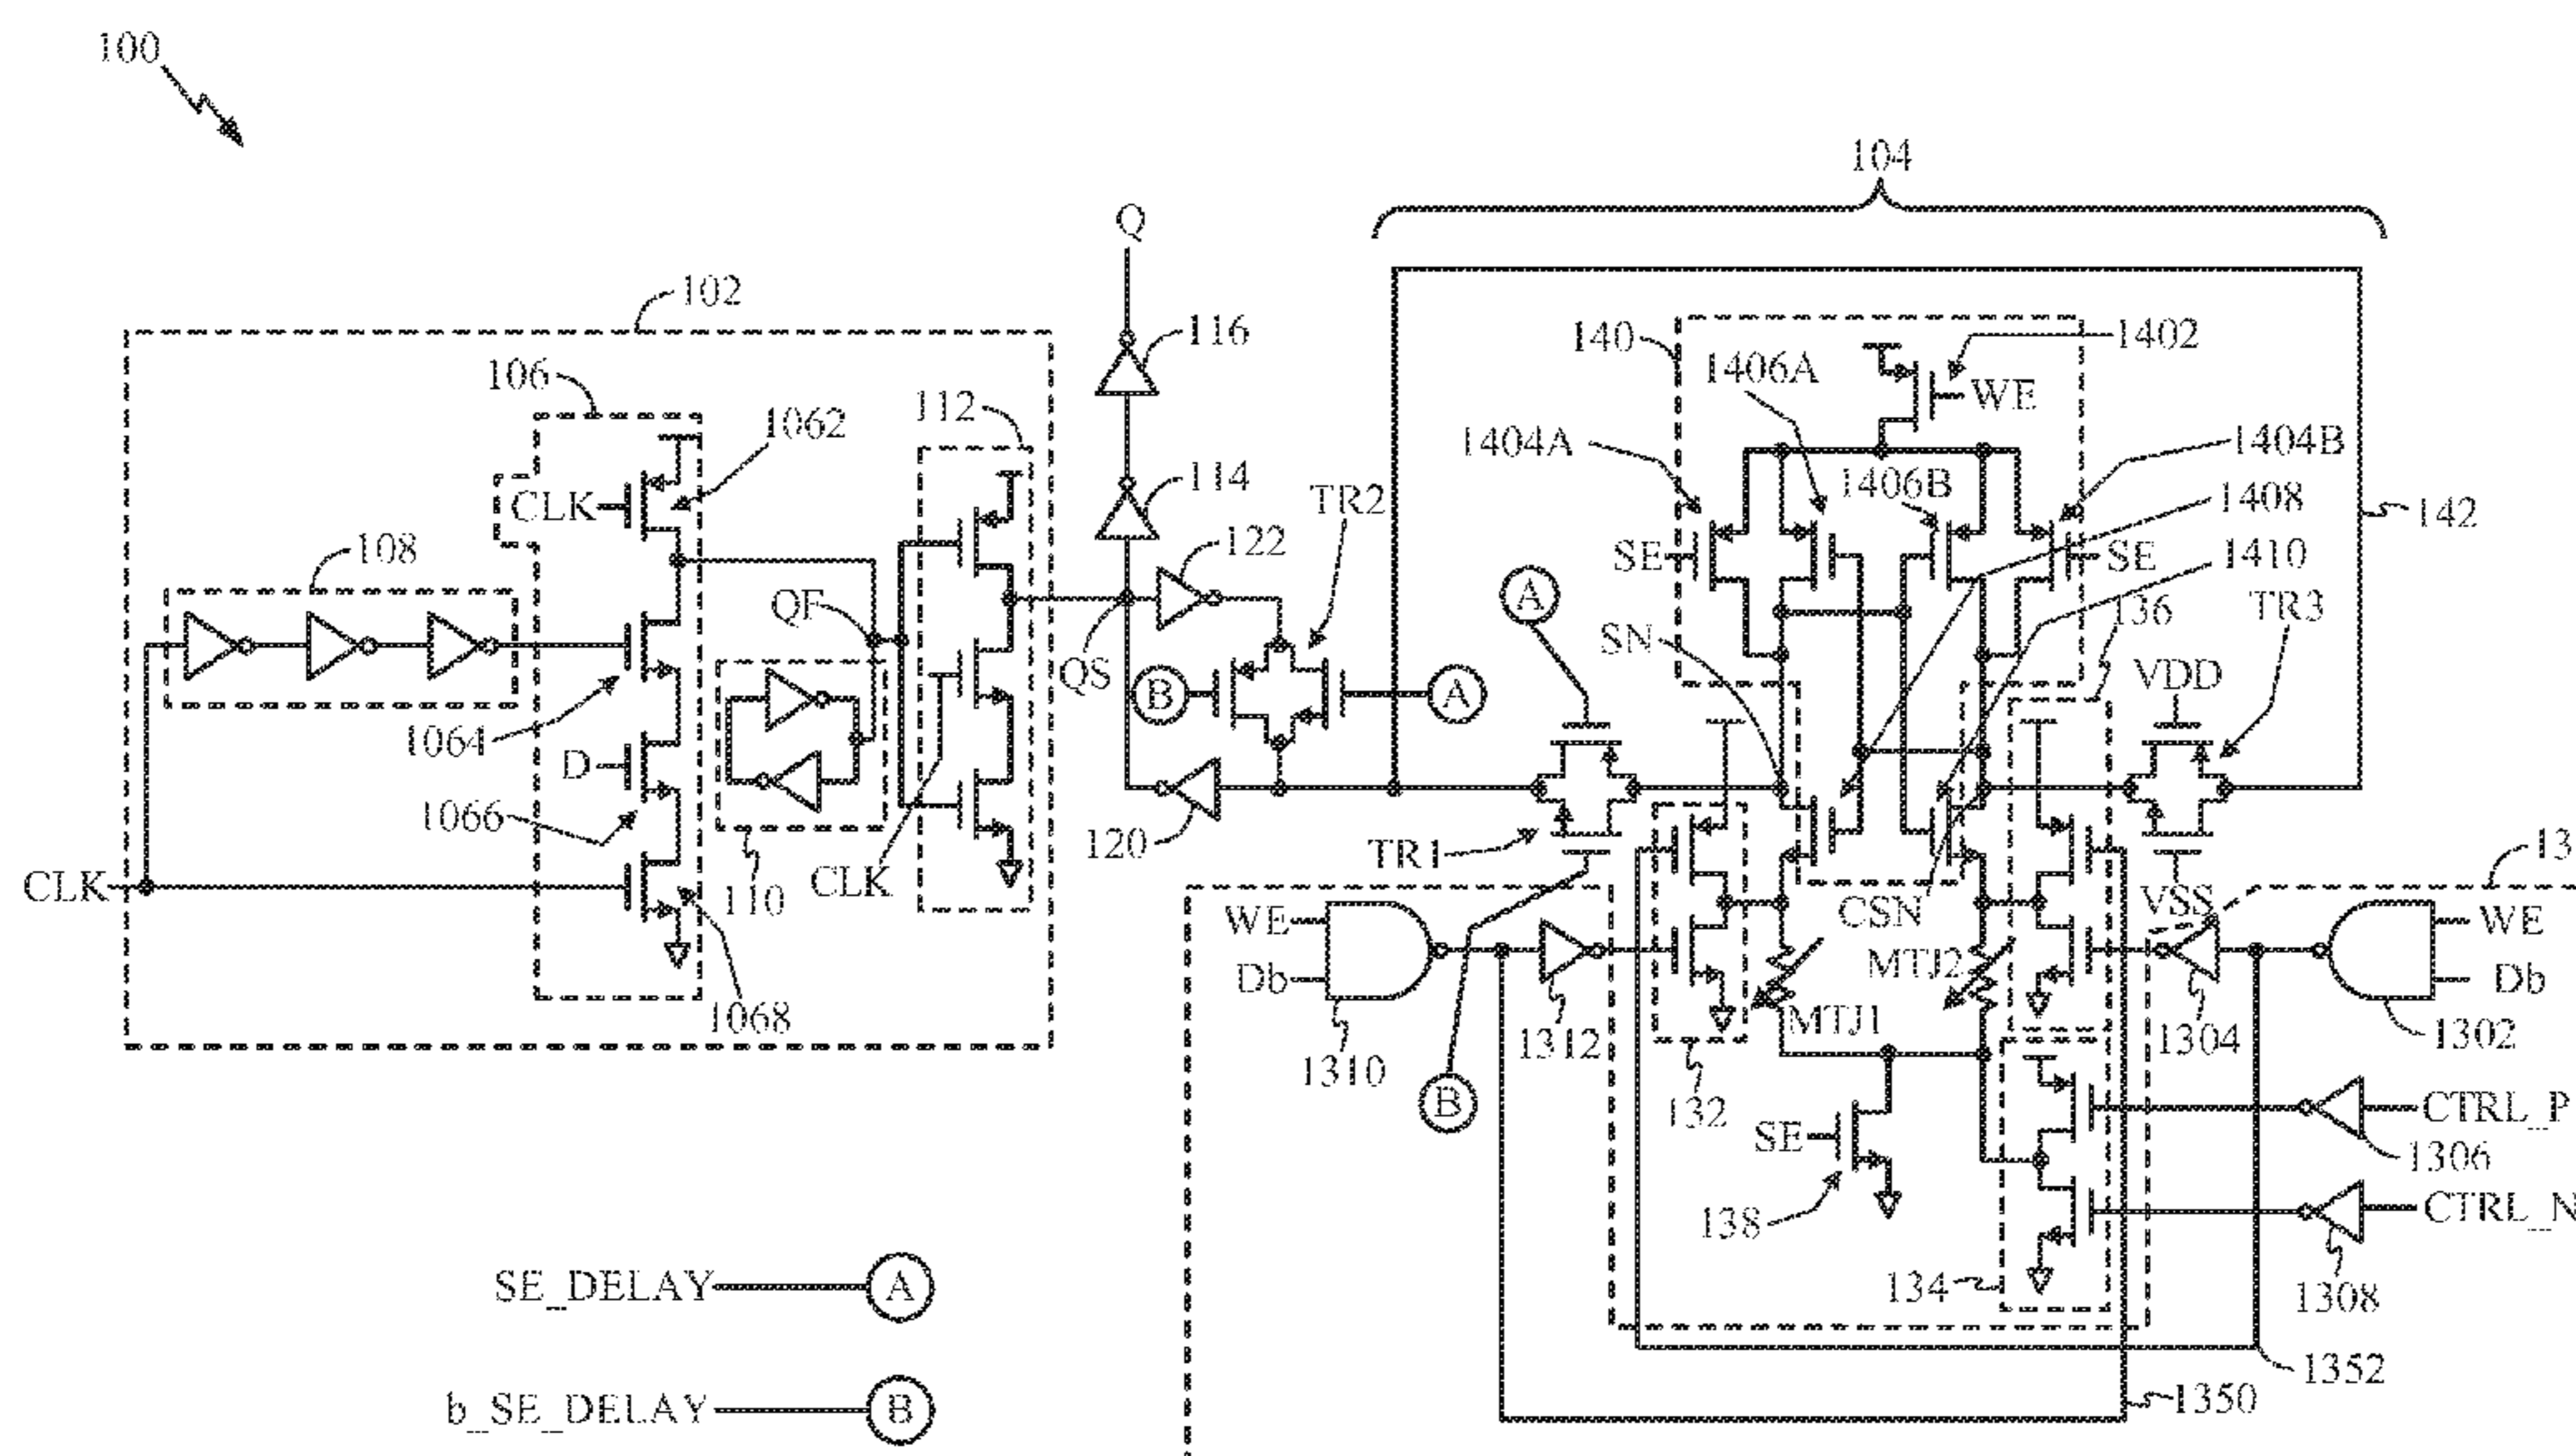 100
104
Q
102
116
140
1402
1406A
WE
106
112
1062
1404A
1404B
114
TR2
1406B
1408
CLK
122
142
108
SE
SE
1410
A
QF
136
TR3
SN
QS
B
A
VDD
1064
D
1066
120
TR1
CLK
110
CLK
CSN
VSS
13
WE
WE
MTJ2
Db
Db
1068
MTJ1
1312
1304
1302
1310
B
132
CTRL_P
SE
1306
138
CTRL_N
SE_DELAY
A
134
1308
1352
b_SE_DELAY
B
1350